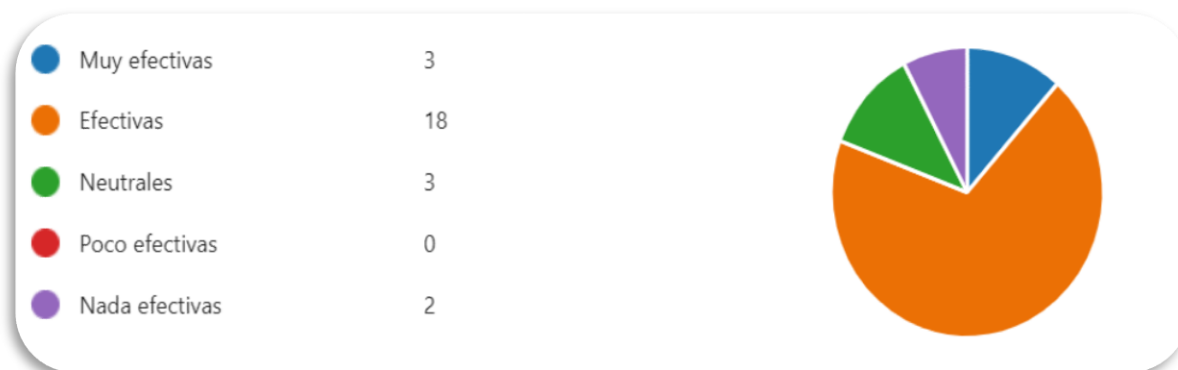 Muy efectivas 3
Efectivas 18
Neutrales 3
Poco efectivas 0
Nada efectivas 2